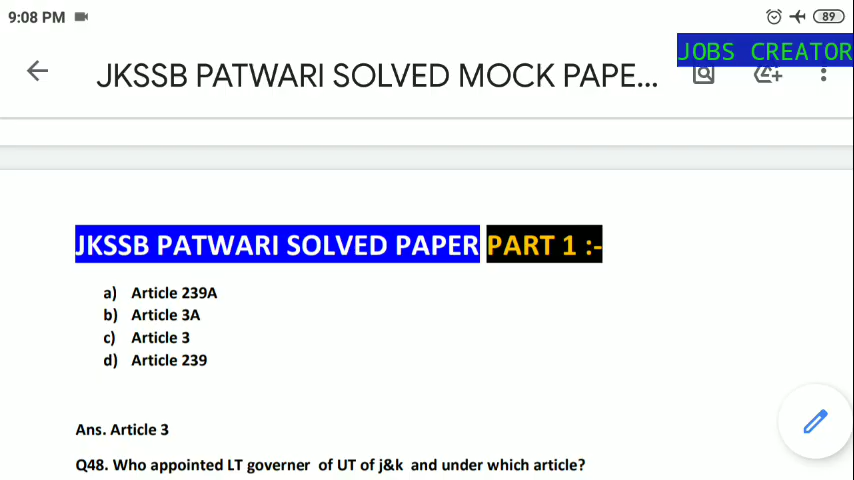 9:08 PM
89
JOBS CREATOR
JKSSB PATWARI SOLVED MOCK PAPE...
JKSSB PATWARI SOLVED PAPER PART 1 :-
a) Article 239A
b) Article 3A
c) Article 3
d) Article 239
Ans. Article 3
Q48. Who appointed LT governer of UT of j&k and under which article?